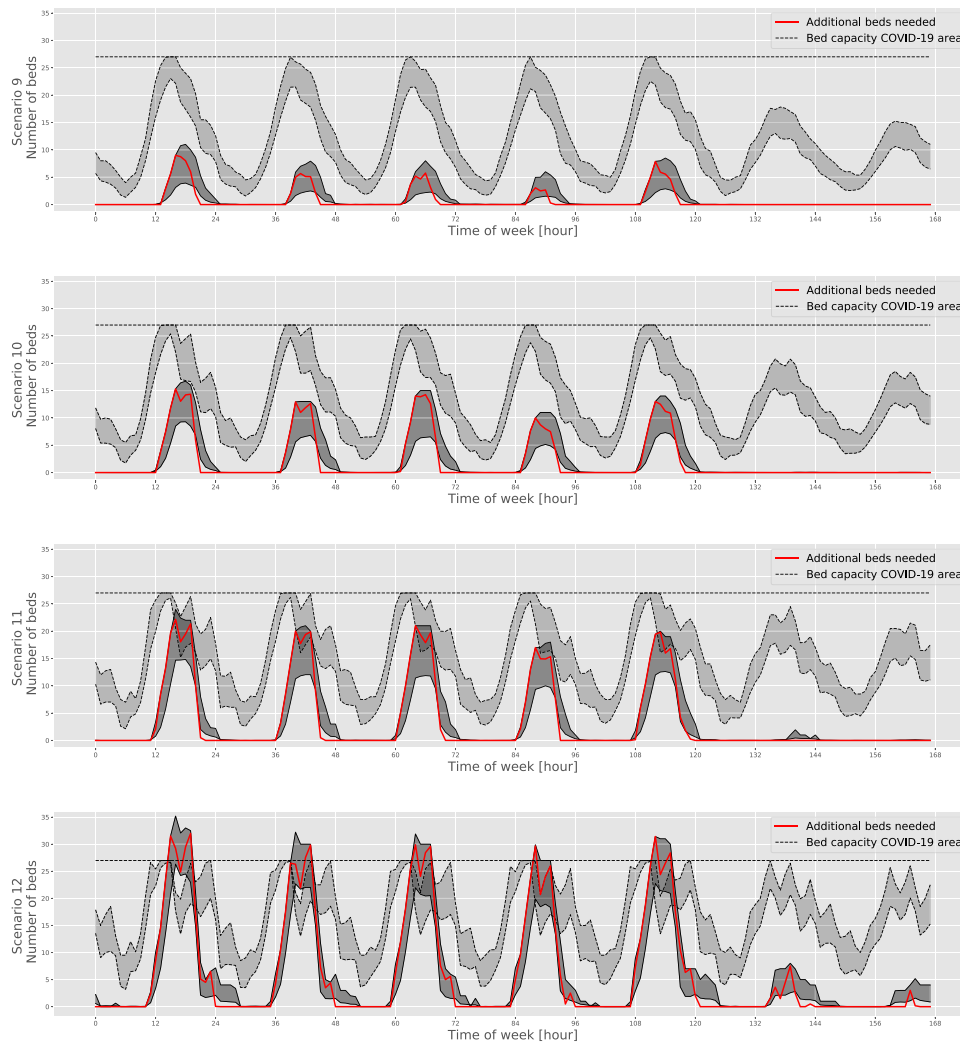 Scenario 9
Number of beds
35
30
25
20
15
10
5
0
Additional beds needed
Bed capacity COVID-19 area
0 12 24 36 48 60 72 84 96 108 120 132 144 156 168
Time of week [hour]
Scenario 10
Number of beds
35
30
25
20
15
10
5
0
Additional beds needed
Bed capacity COVID-19 area
0 12 24 36 48 60 72 84 96 108 120 132 144 156 168
Time of week [hour]
Scenario 11
Number of beds
35
30
25
20
15
10
5
0
Additional beds needed
Bed capacity COVID-19 area
0 12 24 36 48 60 72 84 96 108 120 132 144 156 168
Time of week [hour]
Scenario 12
Number of beds
35
30
25
20
15
10
5
0
Additional beds needed
Bed capacity COVID-19 area
0 12 24 36 48 60 72 84 96 108 120 132 144 156 168
Time of week [hour]